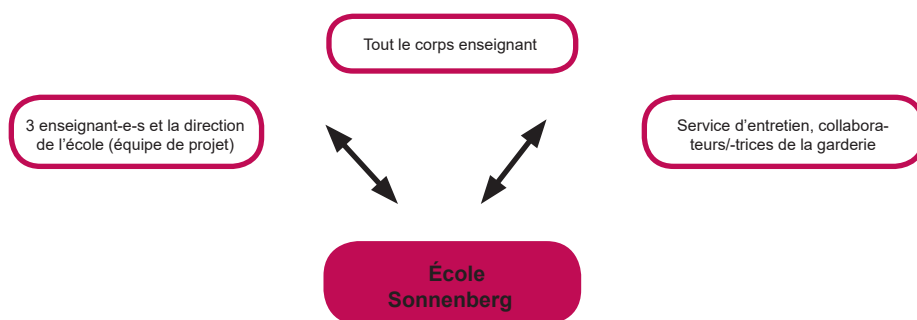 Tout le corps enseignant
3 enseignant-e-s et la direction
de l'école (équipe de projet)
Service d'entretien, collabora-
teurs/-trices de la garderie
École
Sonnenberg